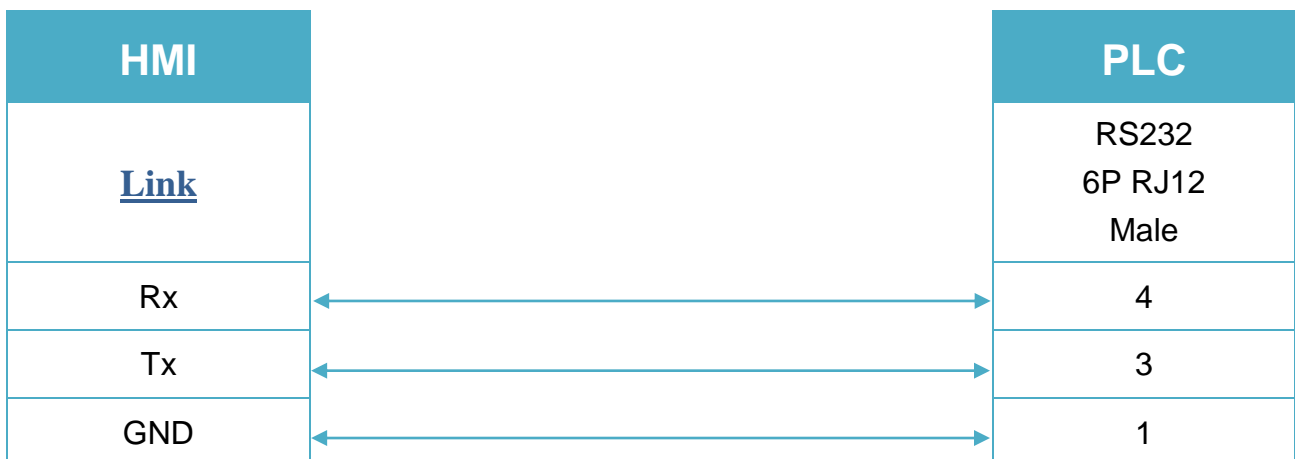 HMI
PLC
Link
RS232
6P RJ12
Male
Rx
4
Tx
3
GND
1